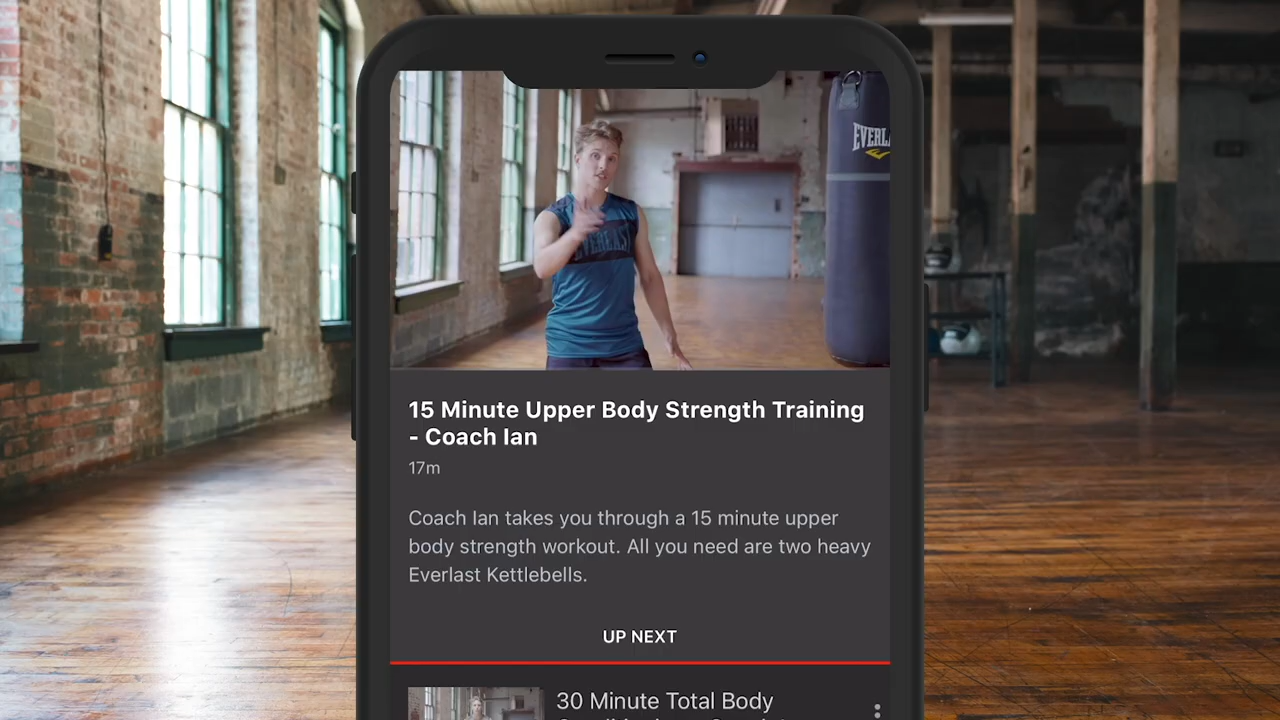 EVERLAST
15 Minute Upper Body Strength Training
- Coach Ian
17m
Coach Ian takes you through a 15 minute upper
body strength workout. All you need are two heavy
Everlast Kettlebells.
UP NEXT
30 Minute Total Body